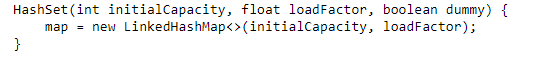 HashSet(int initialCapacity, float loadFactor, boolean dummy) {
    map = new LinkedHashMap<>(initialCapacity, loadFactor);
}